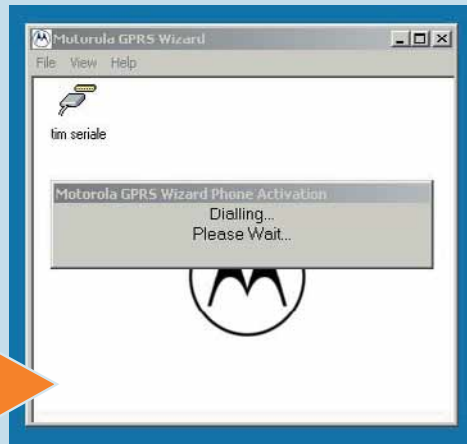 Motorola GPRS Wizard
File View Help
tim seriale
Motorola GPRS Wizard Phone Activation
Dialling...
Please Wait...